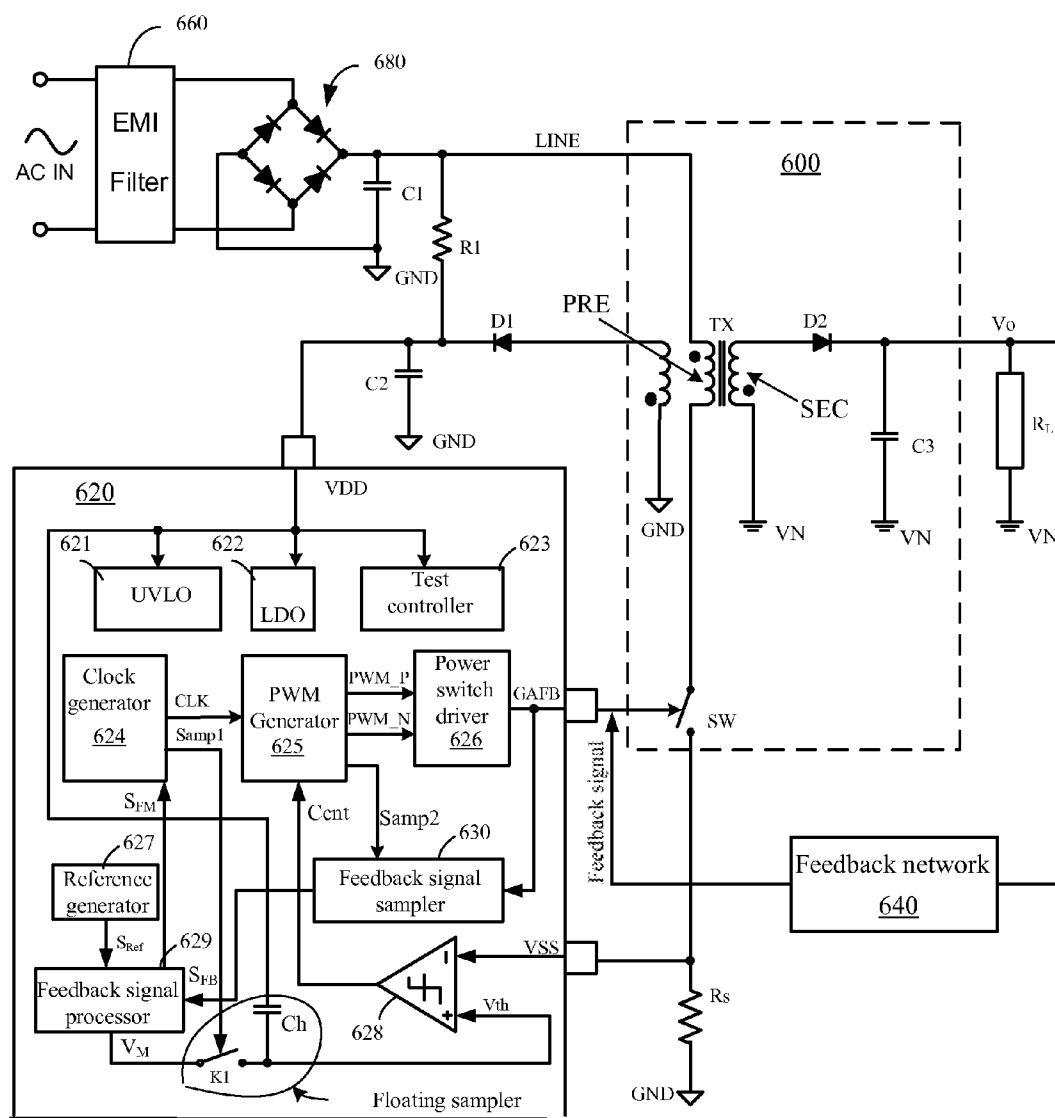 660
680
EMI
Filter
AC IN
LINE
600
C1
R1
GND
PRE
TX
D1
D2
Vo
C2
SEC
C3
RL
GND
GND
VN
VN
VN
620
VDD
621
622
623
UVLO
LDO
Test
controller
Clock
generator
624
CLK
Samp1
PWM
Generator
625
PWM_P
PWM_N
Power
switch
driver
626
GAFB
SW
SFM
Ccnt
Samp2
Feedback signal
627
Reference
generator
630
Feedback signal
sampler
Feedback network
640
SRef
629
SFB
Feedback signal
processor
VSS
Vth
628
Rs
Ch
VM
K1
GND
Floating sampler